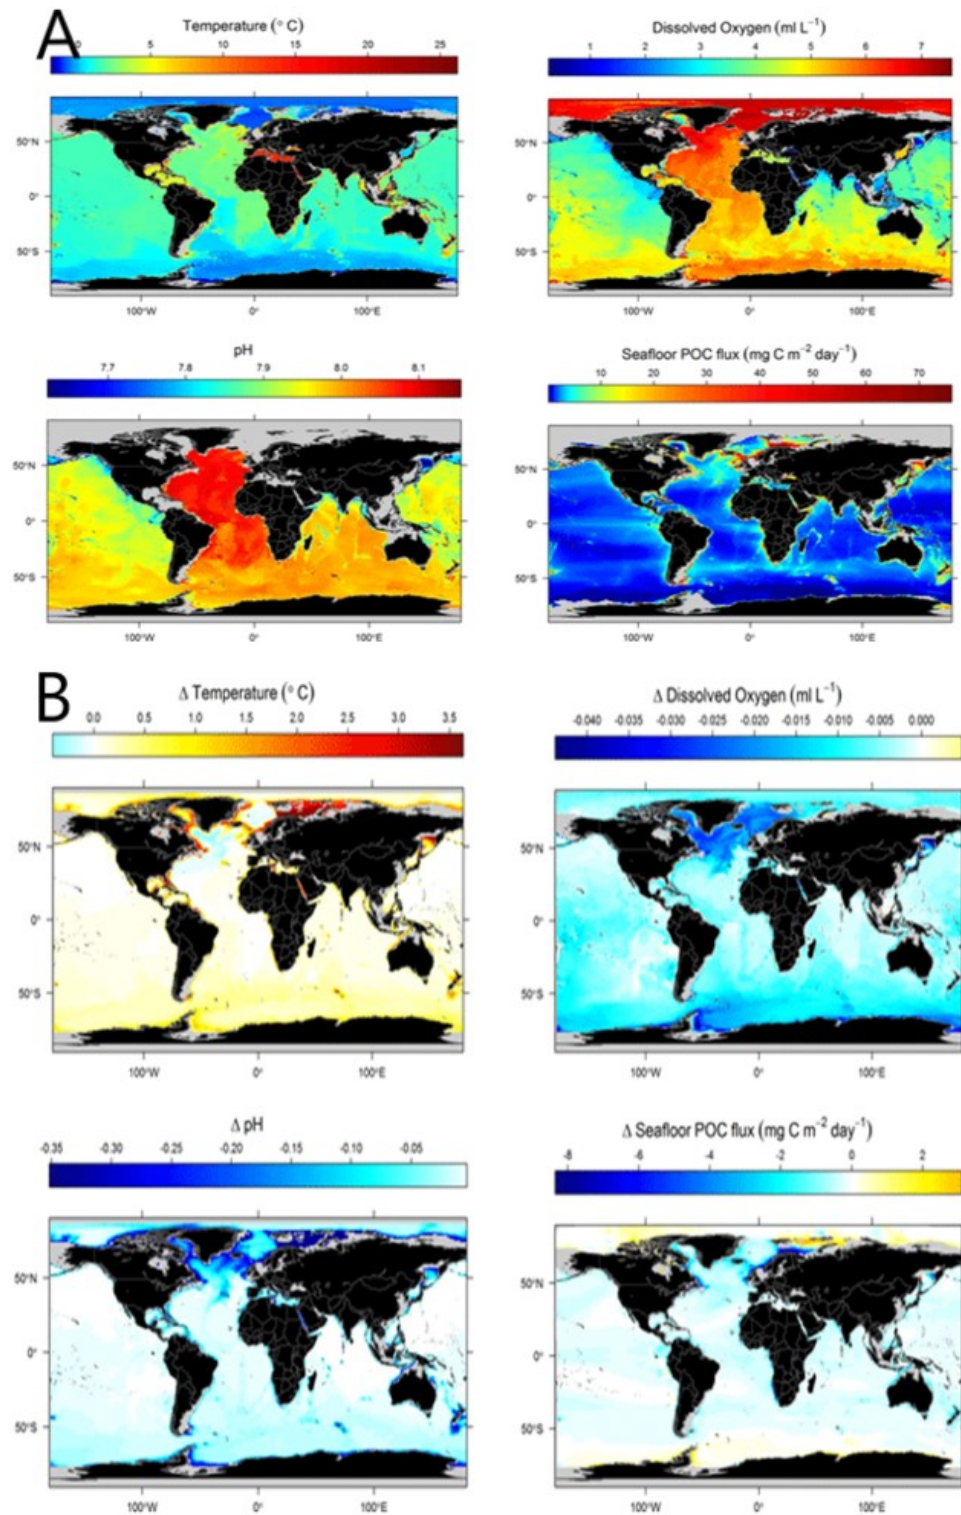 A
Temperature (° C)
0 5 10 15 20 25
50°N
0°
50°S
100°W 0° 100°E
Dissolved Oxygen (ml L⁻¹)
1 2 3 4 5 6 7
50°N
0°
50°S
100°W 0° 100°E
pH
7.7 7.8 7.9 8 8.1
50°N
0°
50°S
100°W 0° 100°E
Seafloor POC flux (mg C m⁻² day⁻¹)
10 20 30 40 50 60 70
50°N
0°
50°S
100°W 0° 100°E
B
Δ Temperature (° C)
0.0 0.5 1.0 1.5 2.0 2.5 3.0 3.5
50°N
0°
50°S
100°W 0° 100°E
Δ Dissolved Oxygen (ml L⁻¹)
-0.040 -0.035 -0.030 -0.025 -0.020 -0.015 -0.010 -0.005 0.000
50°N
0°
50°S
100°W 0° 100°E
Δ pH
-0.35 -0.30 -0.25 -0.20 -0.15 -0.10 -0.05
50°N
0°
50°S
100°W 0° 100°E
Δ Seafloor POC flux (mg C m⁻² day⁻¹)
-8 -6 -4 -2 0 2
50°N
0°
50°S
100°W 0° 100°E